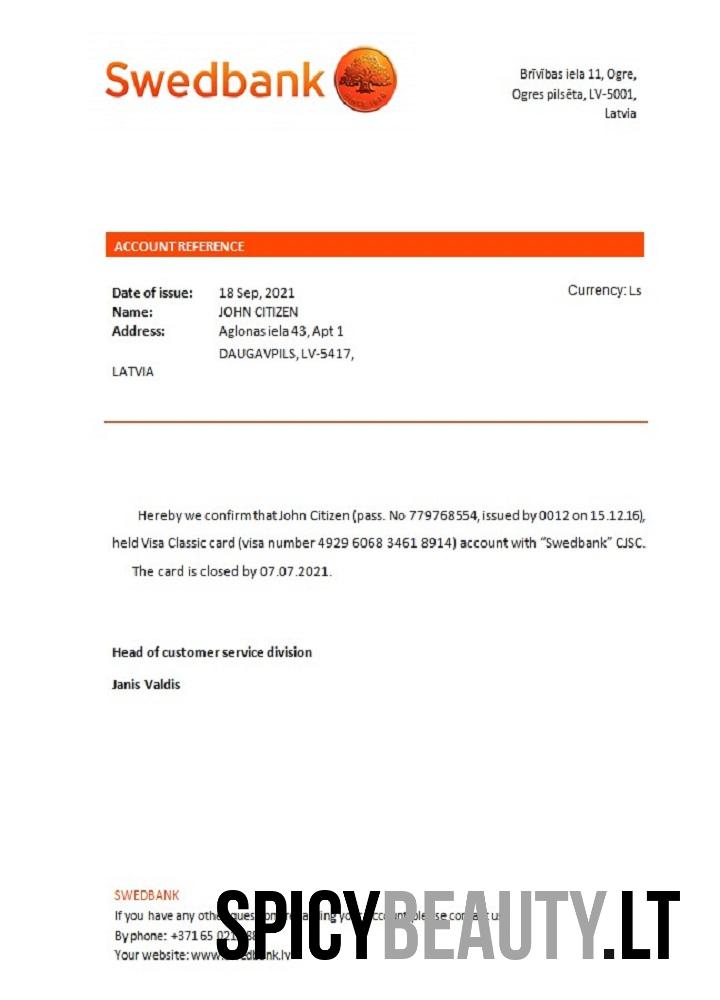 Swedbank
Brīvības iela 11, Ogre,
Ogres pilsēta, LV-5001,
Latvia
ACCOUNT REFERENCE
Date of issue: 18 Sep, 2021
Currency: Ls
Name: JOHN CITIZEN
Address: Aglonas iela 43, Apt 1
DAUGAVPILS, LV-5417,
LATVIA
Hereby we confirm that John Citizen (pass. No 779768554, issued by 0012 on 15.12.16),
held Visa Classic card (visa number 4929 6068 3461 8914) account with “Swedbank” CJSC.
The card is closed by 07.07.2021.
Head of customer service division
Janis Valdis
SWEDBANK
If you have any other questions regarding your account, please contact us
By phone: +371 65 021
Your website: www.swedbank.lv
SPICYBEAUTY.LT